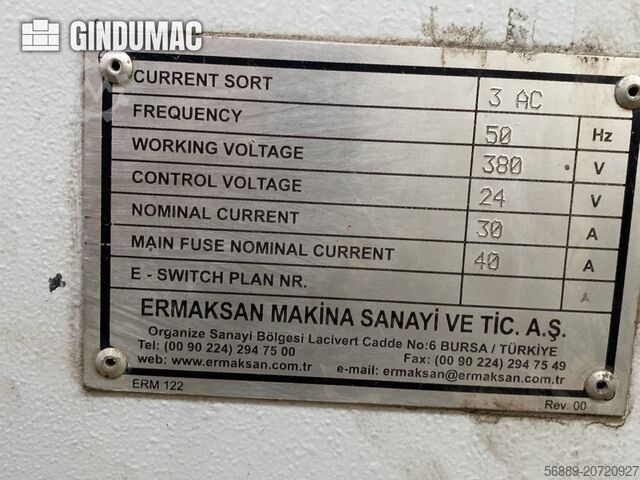 GINDUMAC
CURRENT SORT 3 AC
FREQUENCY 50 Hz
WORKING VOLTAGE 380 V
CONTROL VOLTAGE 24 V
NOMINAL CURRENT 30 A
MAIN FUSE NOMINAL CURRENT 40 A
E - SWITCH PLAN NR. A
ERMAKSAN MAKİNA SANAYİ VE TİC. A.Ş.
Organize Sanayi Bölgesi Lacivert Cadde No:6 BURSA / TÜRKİYE
Tel: (00 90 224) 294 75 00 Fax: (00 90 224) 294 75 49
web: www.ermaksan.com.tr e-mail: ermaksan@ermaksan.com.tr
ERM 122 Rev: 00
56889-20720927